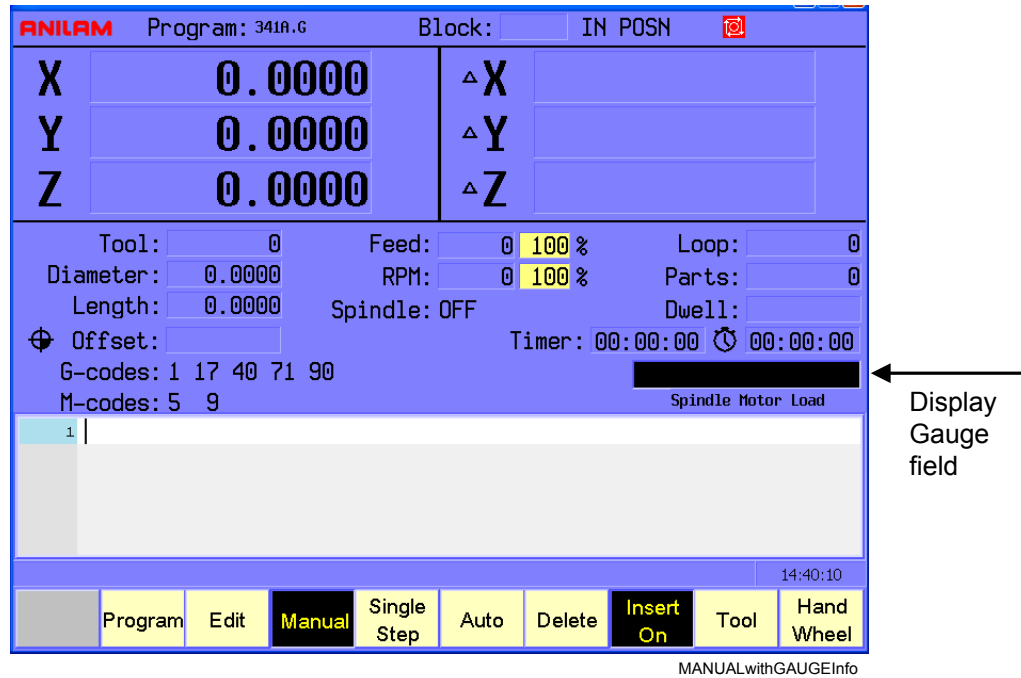 ANILAM Program: 341A.G Block: IN POSN
X 0.0000 △X
Y 0.0000 △Y
Z 0.0000 △Z
Tool: 0 Feed: 0 100 % Loop: 0
Diameter: 0.0000 RPM: 0 100 % Parts: 0
Length: 0.0000 Spindle: OFF Dwell:
Offset: Timer: 00:00:00 00:00:00
G-codes: 1 17 40 71 90
M-codes: 5 9 Spindle Motor Load
Display
Gauge
field
1
14:40:10
Program Edit Manual Single Step Auto Delete Insert On Tool Hand Wheel
MANUALwithGAUGEInfo